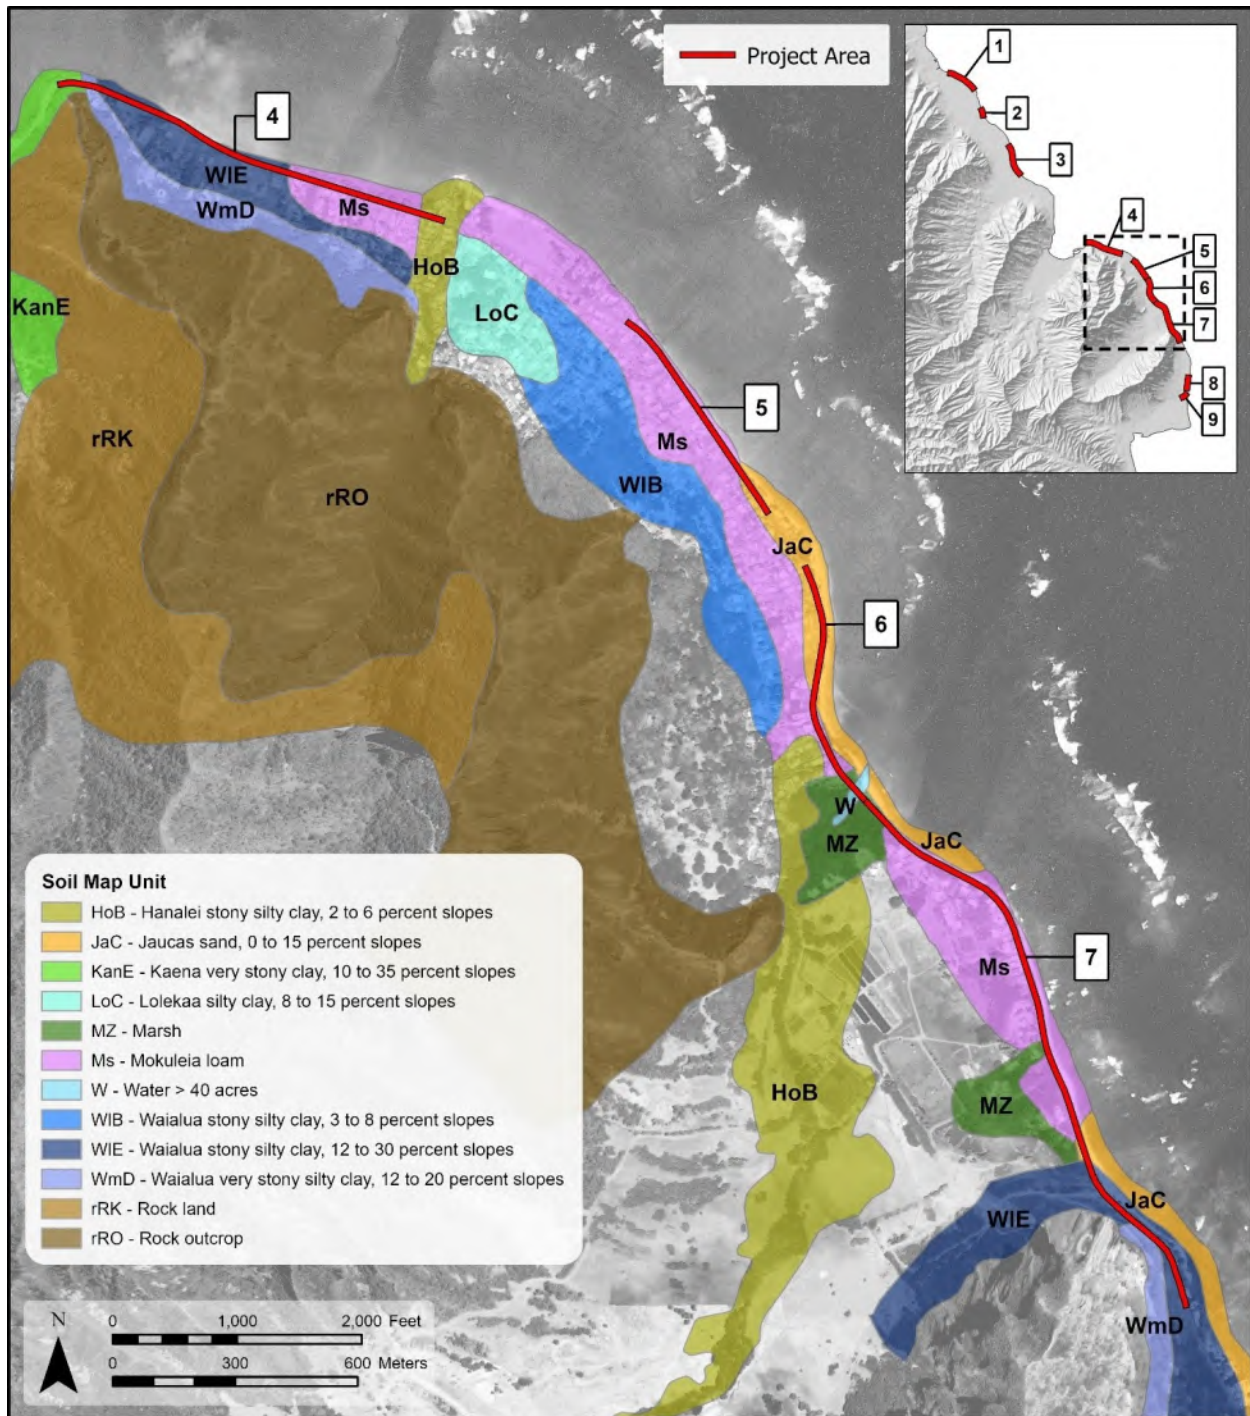 Project Area
1
2
3
4
5
6
7
8
9
4
WIE
WmD
Ms
HoB
KanE
LoC
5
rRK
Ms
rRO
WIB
JaC
6
W
MZ
JaC
Ms
7
HoB
MZ
JaC
WIE
WmD
Soil Map Unit
HoB - Hanalei stony silty clay, 2 to 6 percent slopes
JaC - Jaucas sand, 0 to 15 percent slopes
KanE - Kaena very stony clay, 10 to 35 percent slopes
LoC - Lolekaa silty clay, 8 to 15 percent slopes
MZ - Marsh
Ms - Mokuleia loam
W - Water > 40 acres
WIB - Waialua stony silty clay, 3 to 8 percent slopes
WIE - Waialua stony silty clay, 12 to 30 percent slopes
WmD - Waialua very stony silty clay, 12 to 20 percent slopes
rRK - Rock land
rRO - Rock outcrop
N
0 1,000 2,000 Feet
0 300 600 Meters